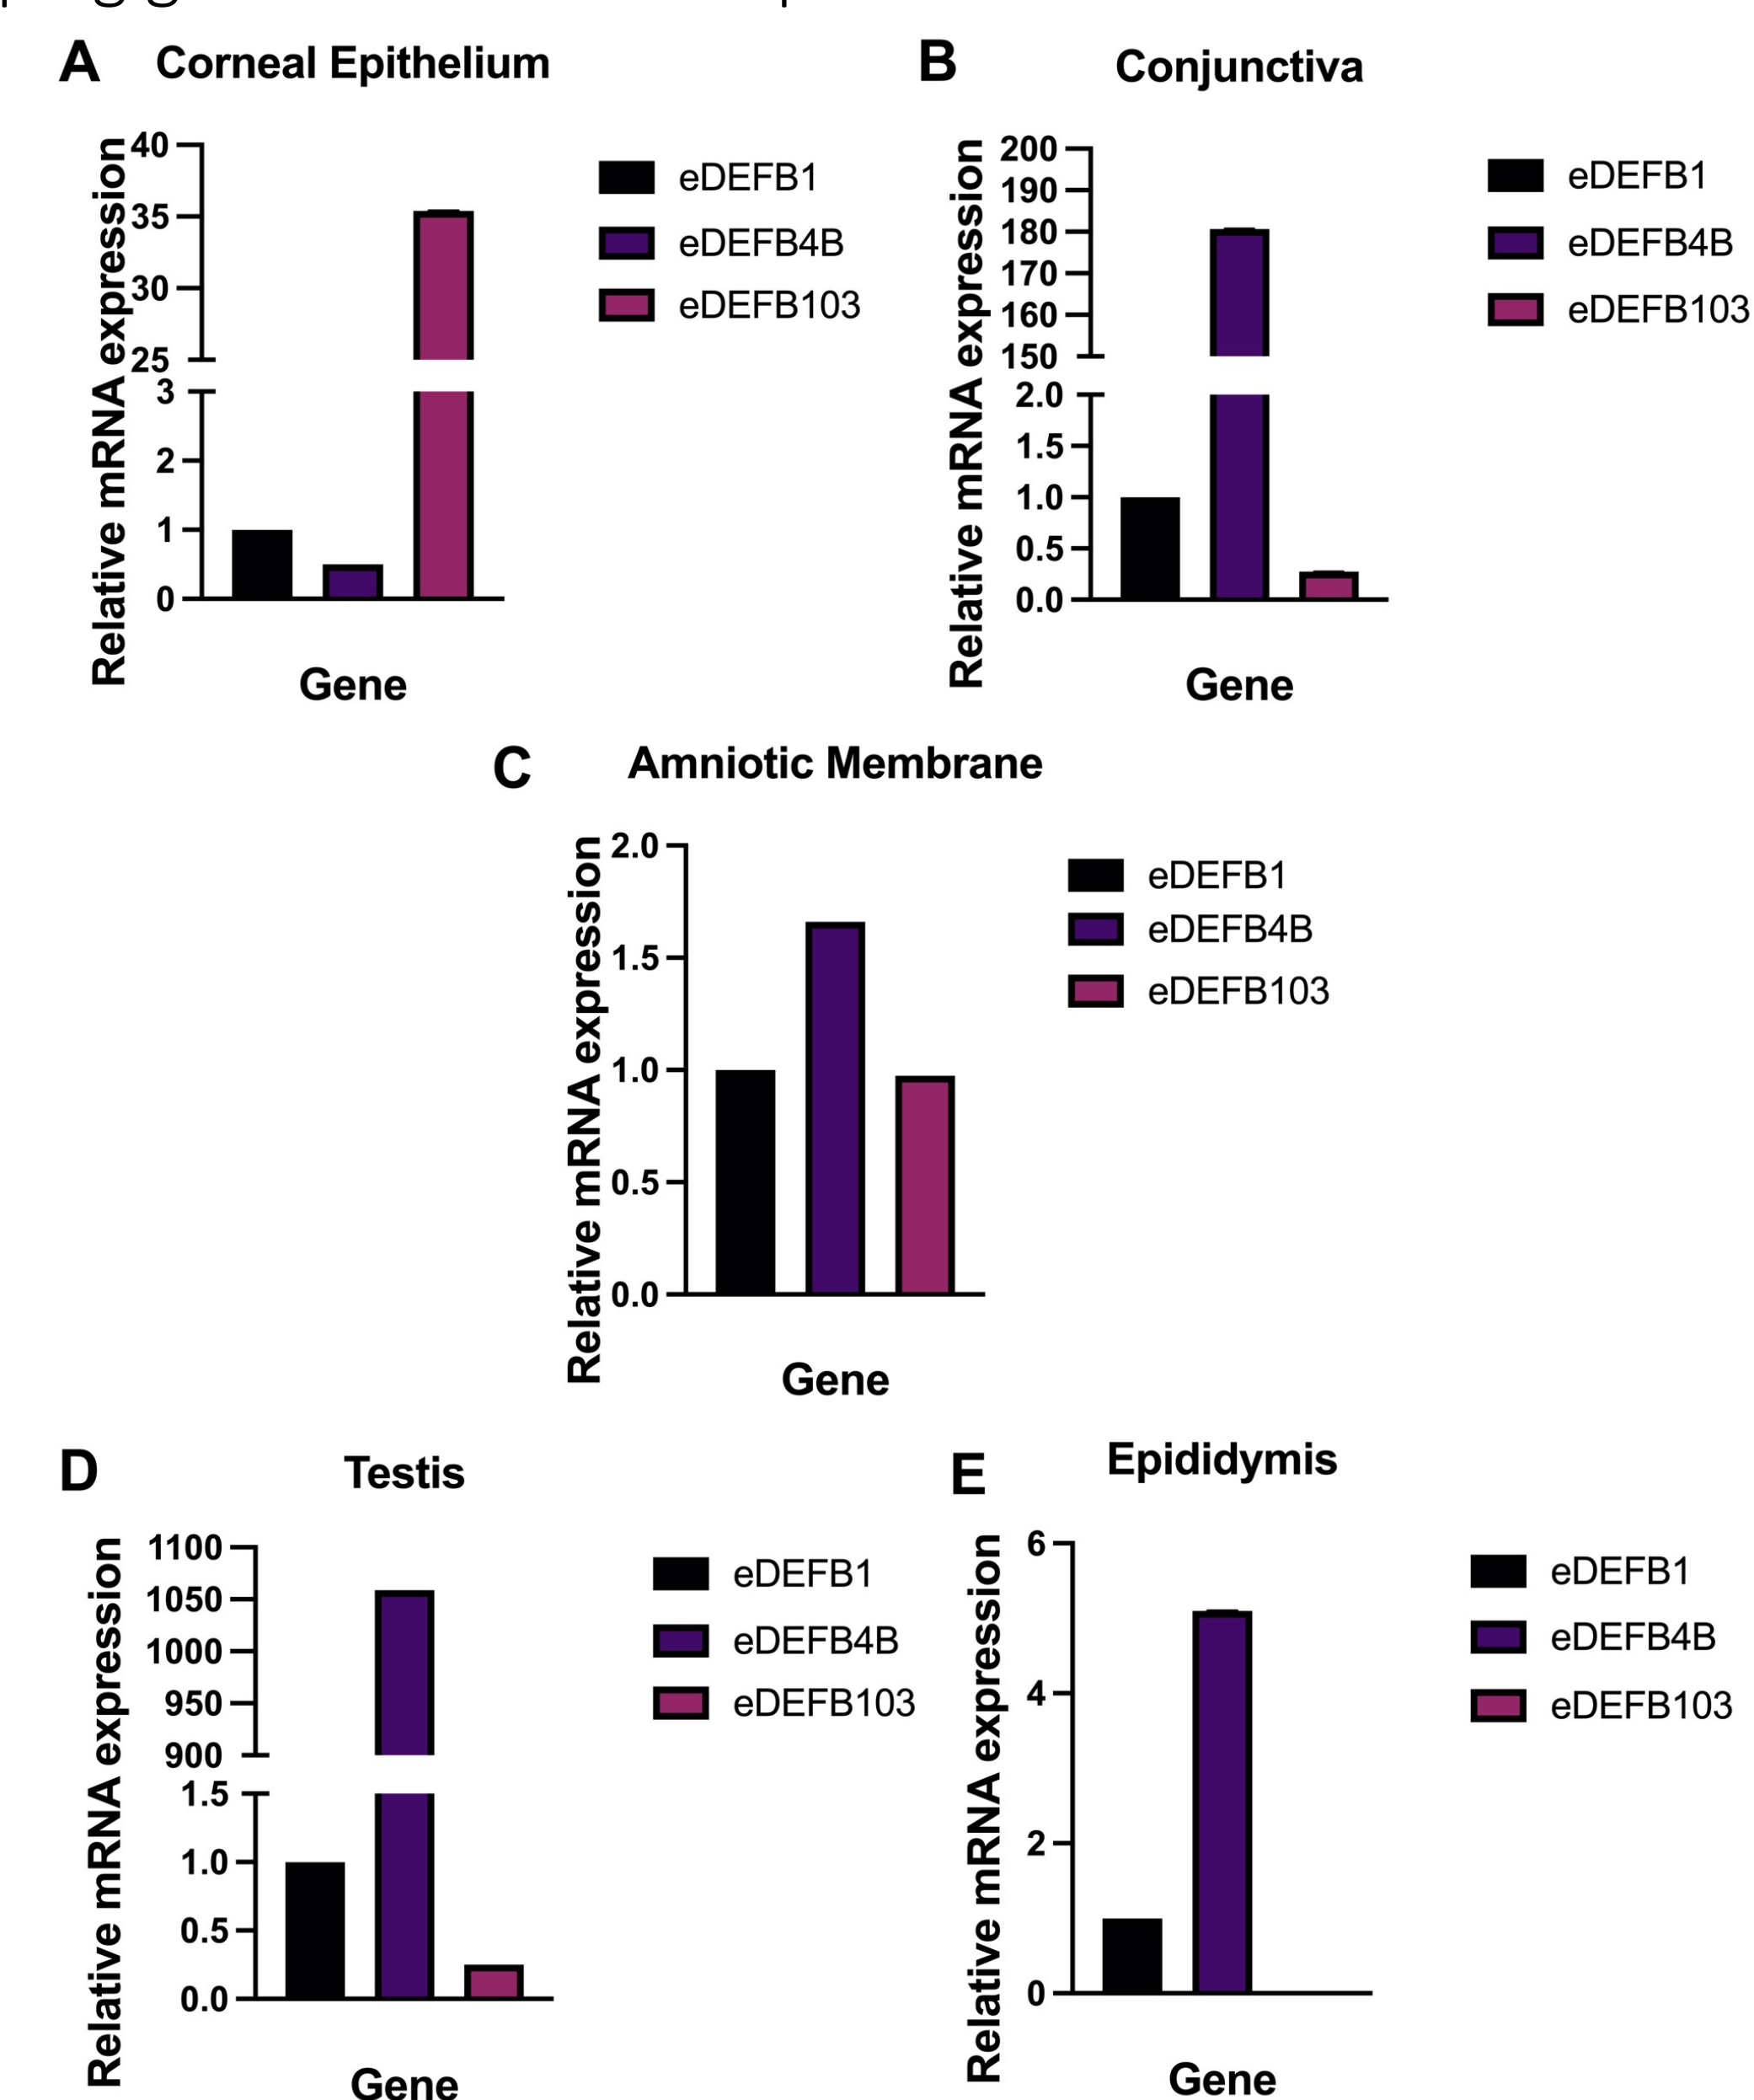 A Corneal Epithelium
Relative mRNA expression
40
35
30
25
3
2
1
0
Gene
eDEFB1
eDEFB4B
eDEFB103
B Conjunctiva
Relative mRNA expression
200
190
180
170
160
150
2.0
1.5
1.0
0.5
0.0
Gene
eDEFB1
eDEFB4B
eDEFB103
C Amniotic Membrane
Relative mRNA expression
2.0
1.5
1.0
0.5
0.0
Gene
eDEFB1
eDEFB4B
eDEFB103
D Testis
Relative mRNA expression
1100
1050
1000
950
900
1.5
1.0
0.5
0.0
Gene
eDEFB1
eDEFB4B
eDEFB103
E Epididymis
Relative mRNA expression
6
4
2
0
Gene
eDEFB1
eDEFB4B
eDEFB103